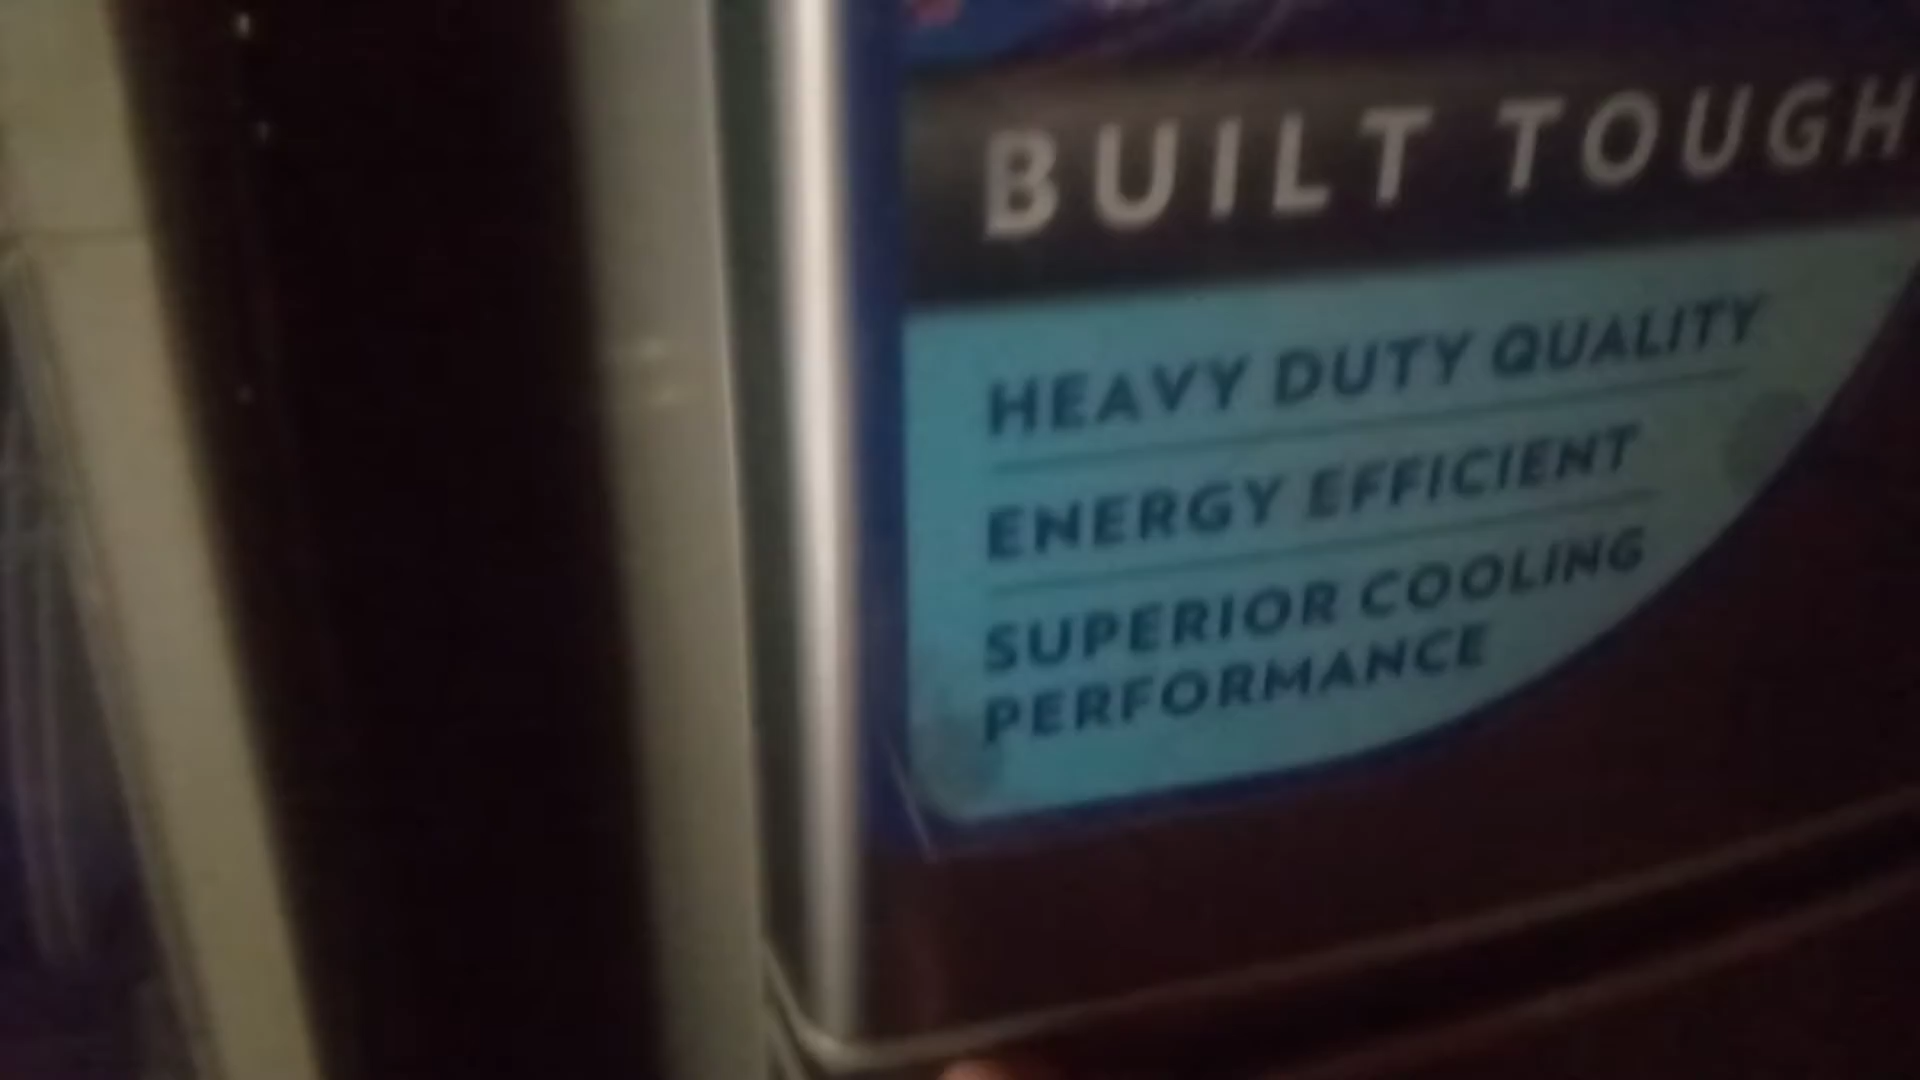 BUILT TOUGH
HEAVY DUTY QUALITY
ENERGY EFFICIENT
SUPERIOR COOLING
PERFORMANCE